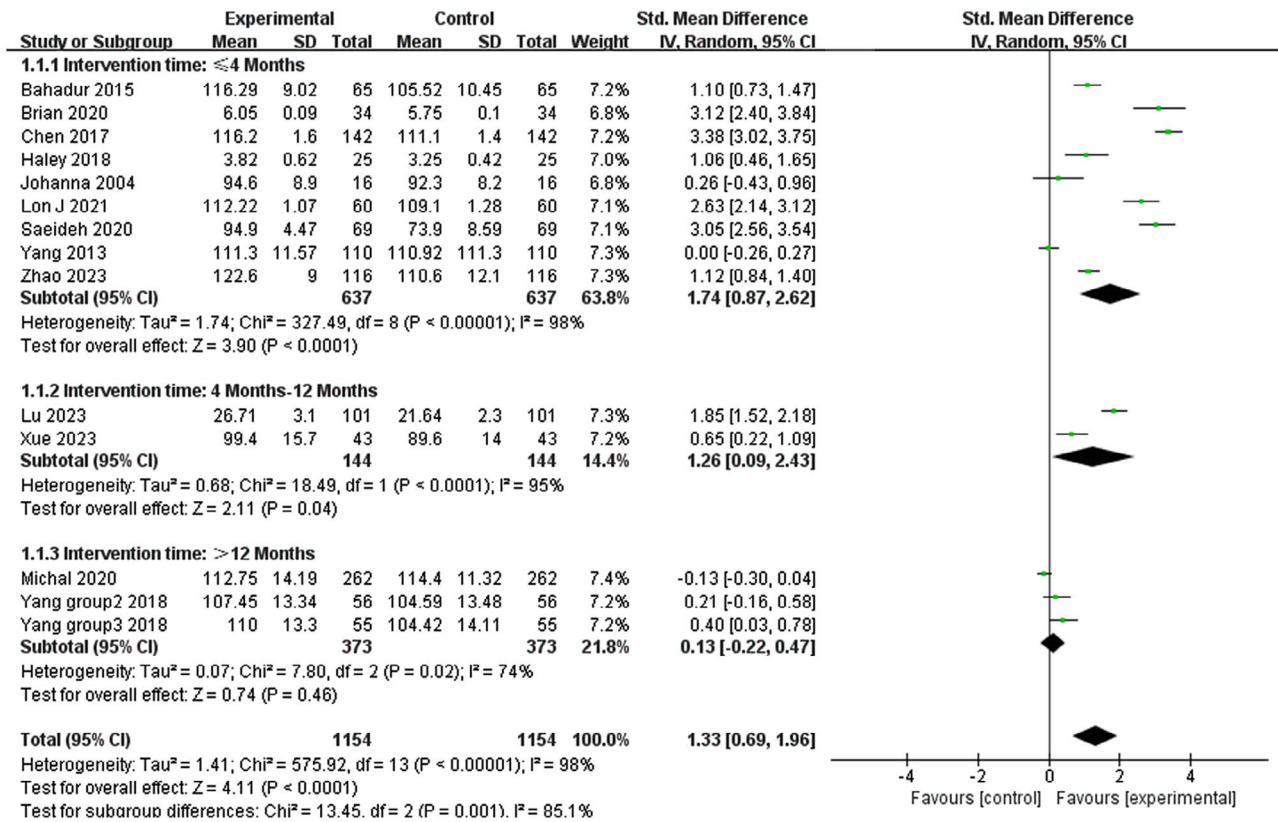 Experimental Control Std. Mean Difference Std. Mean Difference
Study or Subgroup Mean SD Total Mean SD Total Weight IV, Random, 95% CI IV, Random, 95% CI
1.1.1 Intervention time: ≤4 Months
Bahadur 2015 116.29 9.02 65 105.52 10.45 65 7.2% 1.10 [0.73, 1.47]
Brian 2020 6.05 0.09 34 5.75 0.1 34 6.8% 3.12 [2.40, 3.84]
Chen 2017 116.2 1.6 142 111.1 1.4 142 7.2% 3.38 [3.02, 3.75]
Haley 2018 3.82 0.62 25 3.25 0.42 25 7.0% 1.06 [0.46, 1.65]
Johanna 2004 94.6 8.9 16 92.3 8.2 16 6.8% 0.26 [-0.43, 0.96]
Lon J 2021 112.22 1.07 60 109.1 1.28 60 7.1% 2.63 [2.14, 3.12]
Saeideh 2020 94.9 4.47 69 73.9 8.59 69 7.1% 3.05 [2.56, 3.54]
Yang 2013 111.3 11.57 110 110.92 111.3 110 7.3% 0.00 [-0.26, 0.27]
Zhao 2023 122.6 9 116 110.6 12.1 116 7.3% 1.12 [0.84, 1.40]
Subtotal (95% CI) 637 637 63.8% 1.74 [0.87, 2.62]
Heterogeneity: Tau² = 1.74; Chi² = 327.49, df = 8 (P < 0.00001); I² = 98%
Test for overall effect: Z = 3.90 (P < 0.0001)
1.1.2 Intervention time: 4 Months-12 Months
Lu 2023 26.71 3.1 101 21.64 2.3 101 7.3% 1.85 [1.52, 2.18]
Xue 2023 99.4 15.7 43 89.6 14 43 7.2% 0.65 [0.22, 1.09]
Subtotal (95% CI) 144 144 14.4% 1.26 [0.09, 2.43]
Heterogeneity: Tau² = 0.68; Chi² = 18.49, df = 1 (P < 0.0001); I² = 95%
Test for overall effect: Z = 2.11 (P = 0.04)
1.1.3 Intervention time: >12 Months
Michal 2020 112.75 14.19 262 114.4 11.32 262 7.4% -0.13 [-0.30, 0.04]
Yang group2 2018 107.45 13.34 56 104.59 13.48 56 7.2% 0.21 [-0.16, 0.58]
Yang group3 2018 110 13.3 55 104.42 14.11 55 7.2% 0.40 [0.03, 0.78]
Subtotal (95% CI) 373 373 21.8% 0.13 [-0.22, 0.47]
Heterogeneity: Tau² = 0.07; Chi² = 7.80, df = 2 (P = 0.02); I² = 74%
Test for overall effect: Z = 0.74 (P = 0.46)
Total (95% CI) 1154 1154 100.0% 1.33 [0.69, 1.96]
Heterogeneity: Tau² = 1.41; Chi² = 575.92, df = 13 (P < 0.00001); I² = 98%
Test for overall effect: Z = 4.11 (P < 0.0001)
Test for subgroup differences: Chi² = 13.45, df = 2 (P = 0.001), I² = 85.1%
-4 -2 0 2 4
Favours [control] Favours [experimental]